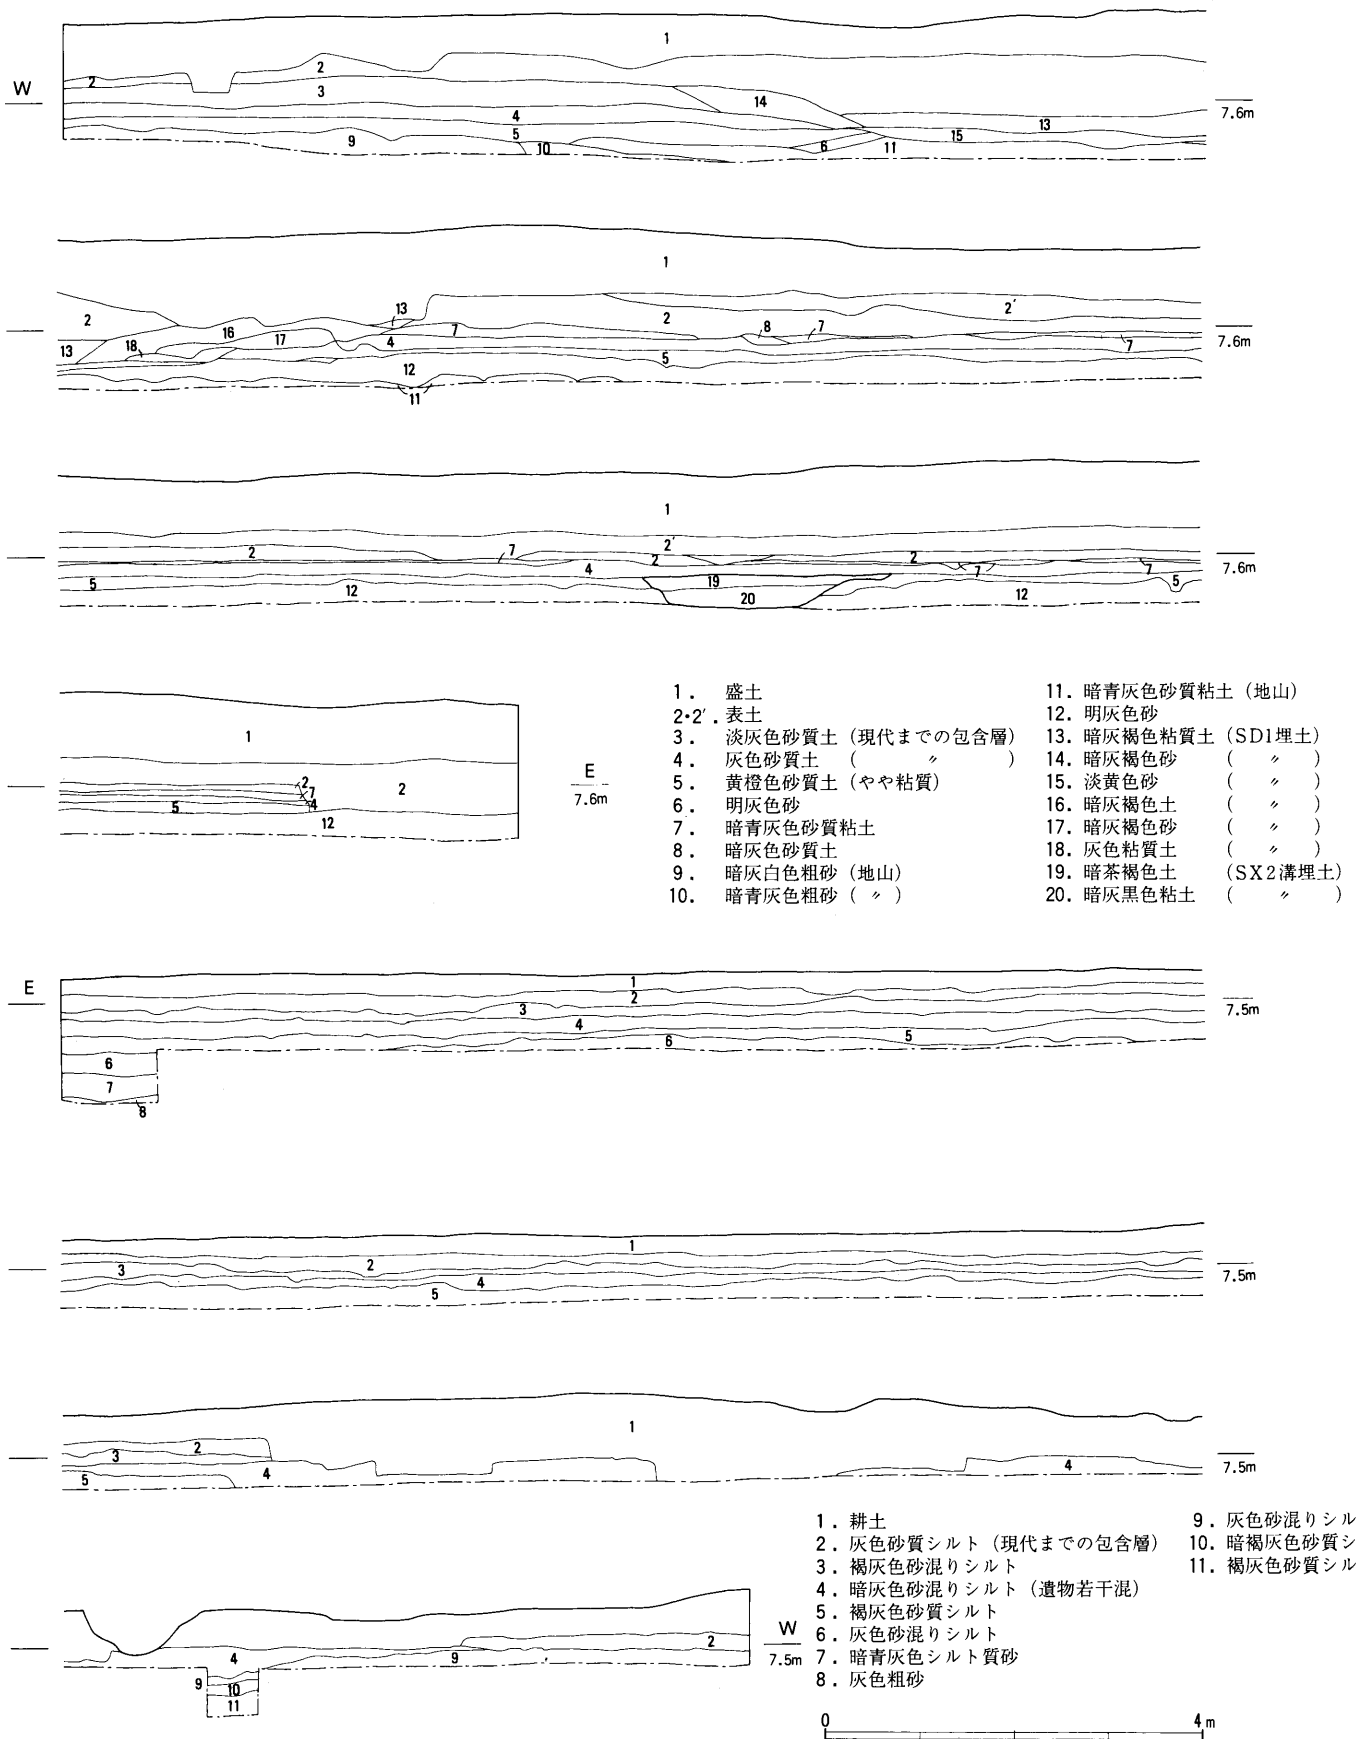 1
W
2
2
3
14
4
13
7.6m
5
15
9
10
6
11
1
2'
13
2
2
16
7
8
7
17
4
13
18
7
7.6m
5
12
11
1
2'
2
7
2
2
4
7
7
7.6m
5
19
5
12
20
12
1
2
7
2
E
7.6m
4
5
12
1. 盛土
2・2'. 表土
3. 淡灰色砂質土(現代までの包含層)
4. 灰色砂質土( 〃 )
5. 黄橙色砂質土(やや粘質)
6. 明灰色砂
7. 暗青灰色砂質粘土
8. 暗灰色砂質土
9. 暗灰白色粗砂(地山)
10. 暗青灰色粗砂( 〃 )
11. 暗青灰色砂質粘土(地山)
12. 明灰色砂
13. 暗灰褐色粘質土(SD1埋土)
14. 暗灰褐色砂( 〃 )
15. 淡黄色砂( 〃 )
16. 暗灰褐色土( 〃 )
17. 暗灰褐色砂( 〃 )
18. 灰色粘質土( 〃 )
19. 暗茶褐色土(SX2溝埋土)
20. 暗灰黒色粘土( 〃 )
E
1
2
3
4
7.5m
5
6
6
7
8
1
2
3
4
7.5m
5
1
2
3
4
4
5
7.5m
2
W
4
9
7.5m
9
10
11
1. 耕土
2. 灰色砂質シルト(現代までの包含層)
3. 褐灰色砂混りシルト
4. 暗灰色砂混りシルト(遺物若干混)
5. 褐灰色砂質シルト
6. 灰色砂混りシルト
7. 暗青灰色シルト質砂
8. 灰色粗砂
9. 灰色砂混りシル
10. 暗褐灰色砂質シ
11. 褐灰色砂質シル
0 4m